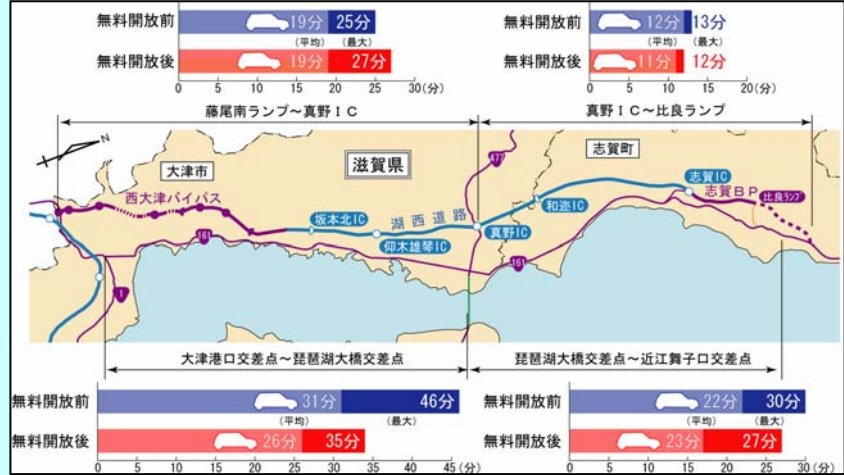 無料開放前 19分 25分
(平均) (最大)
無料開放後 19分 27分
0 5 10 15 20 25 30(分)
無料開放前 12分 13分
(平均) (最大)
無料開放後 11分 12分
0 5 10 15 20(分)
藤尾南ランプ～真野IC
真野IC～比良ランプ
N
大津市
滋賀県
志賀町
477
西大津バイパス
坂本北IC
湖西道路
仰木雄琴IC
真野IC
和迩IC
志賀IC
志賀BP
比良ランプ
161
161
1
大津港口交差点～琵琶湖大橋交差点
琵琶湖大橋交差点～近江舞子口交差点
無料開放前 31分 46分
(平均) (最大)
無料開放後 26分 35分
0 5 10 15 20 25 30 35 40 45(分)
無料開放前 22分 30分
(平均) (最大)
無料開放後 23分 27分
0 5 10 15 20 25 30(分)